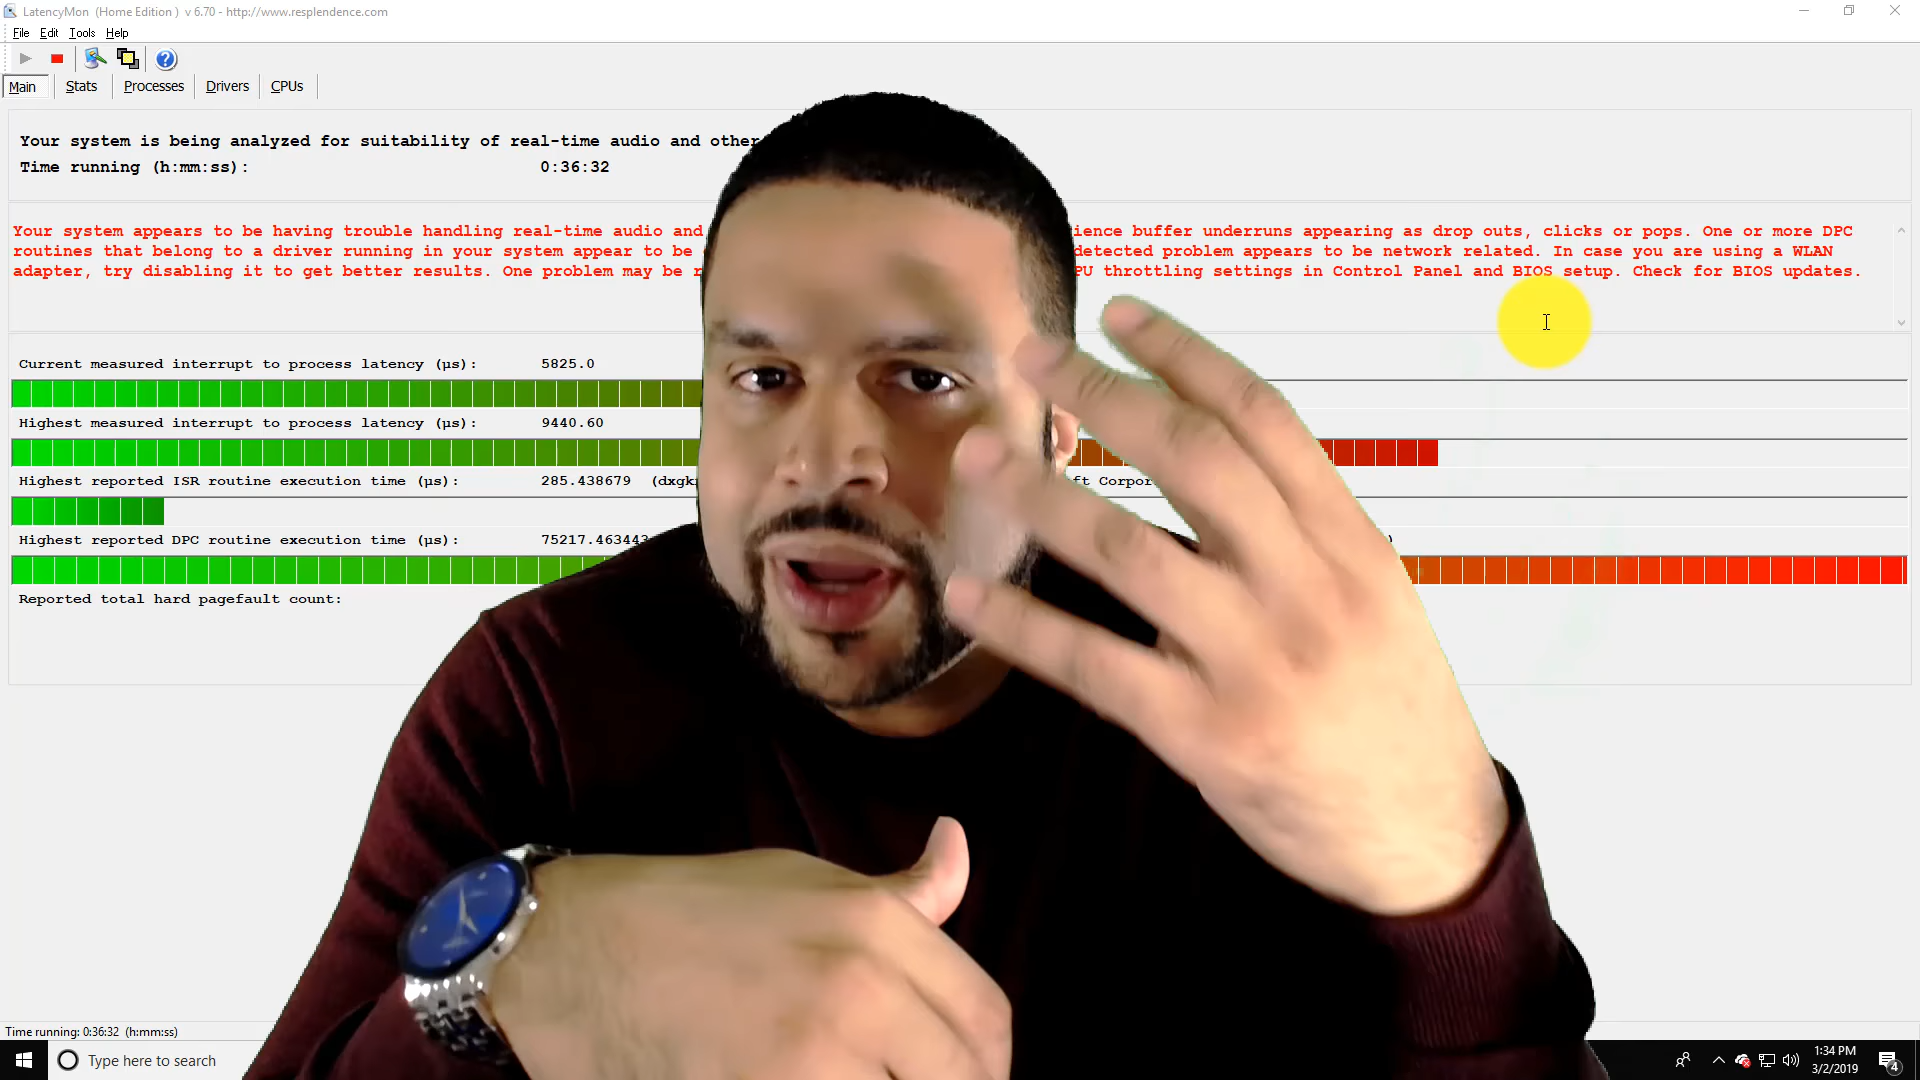 LatencyMon (Home Edition ) v 6.70 - http://www.resplendence.com
File Edit Tools Help
Main Stats Processes Drivers CPUs
Your system is being analyzed for suitability of real-time audio and other
Time running (h:mm:ss): 0:36:32
Your system appears to be having trouble handling real-time audio and buffer underruns appearing as drop outs, clicks or pops. One or more DPC
routines that belong to a driver running in your system appear to be detected problem appears to be network related. In case you are using a WLAN
adapter, try disabling it to get better results. One problem may be throttling settings in Control Panel and BIOS setup. Check for BIOS updates.
Current measured interrupt to process latency (µs): 5825.0
Highest measured interrupt to process latency (µs): 9440.60
Highest reported ISR routine execution time (µs): 285.438679
Highest reported DPC routine execution time (µs): 75217.463443
Reported total hard pagefault count:
Time running: 0:36:32 (h:mm:ss)
Type here to search
1:34 PM
3/2/2019
4